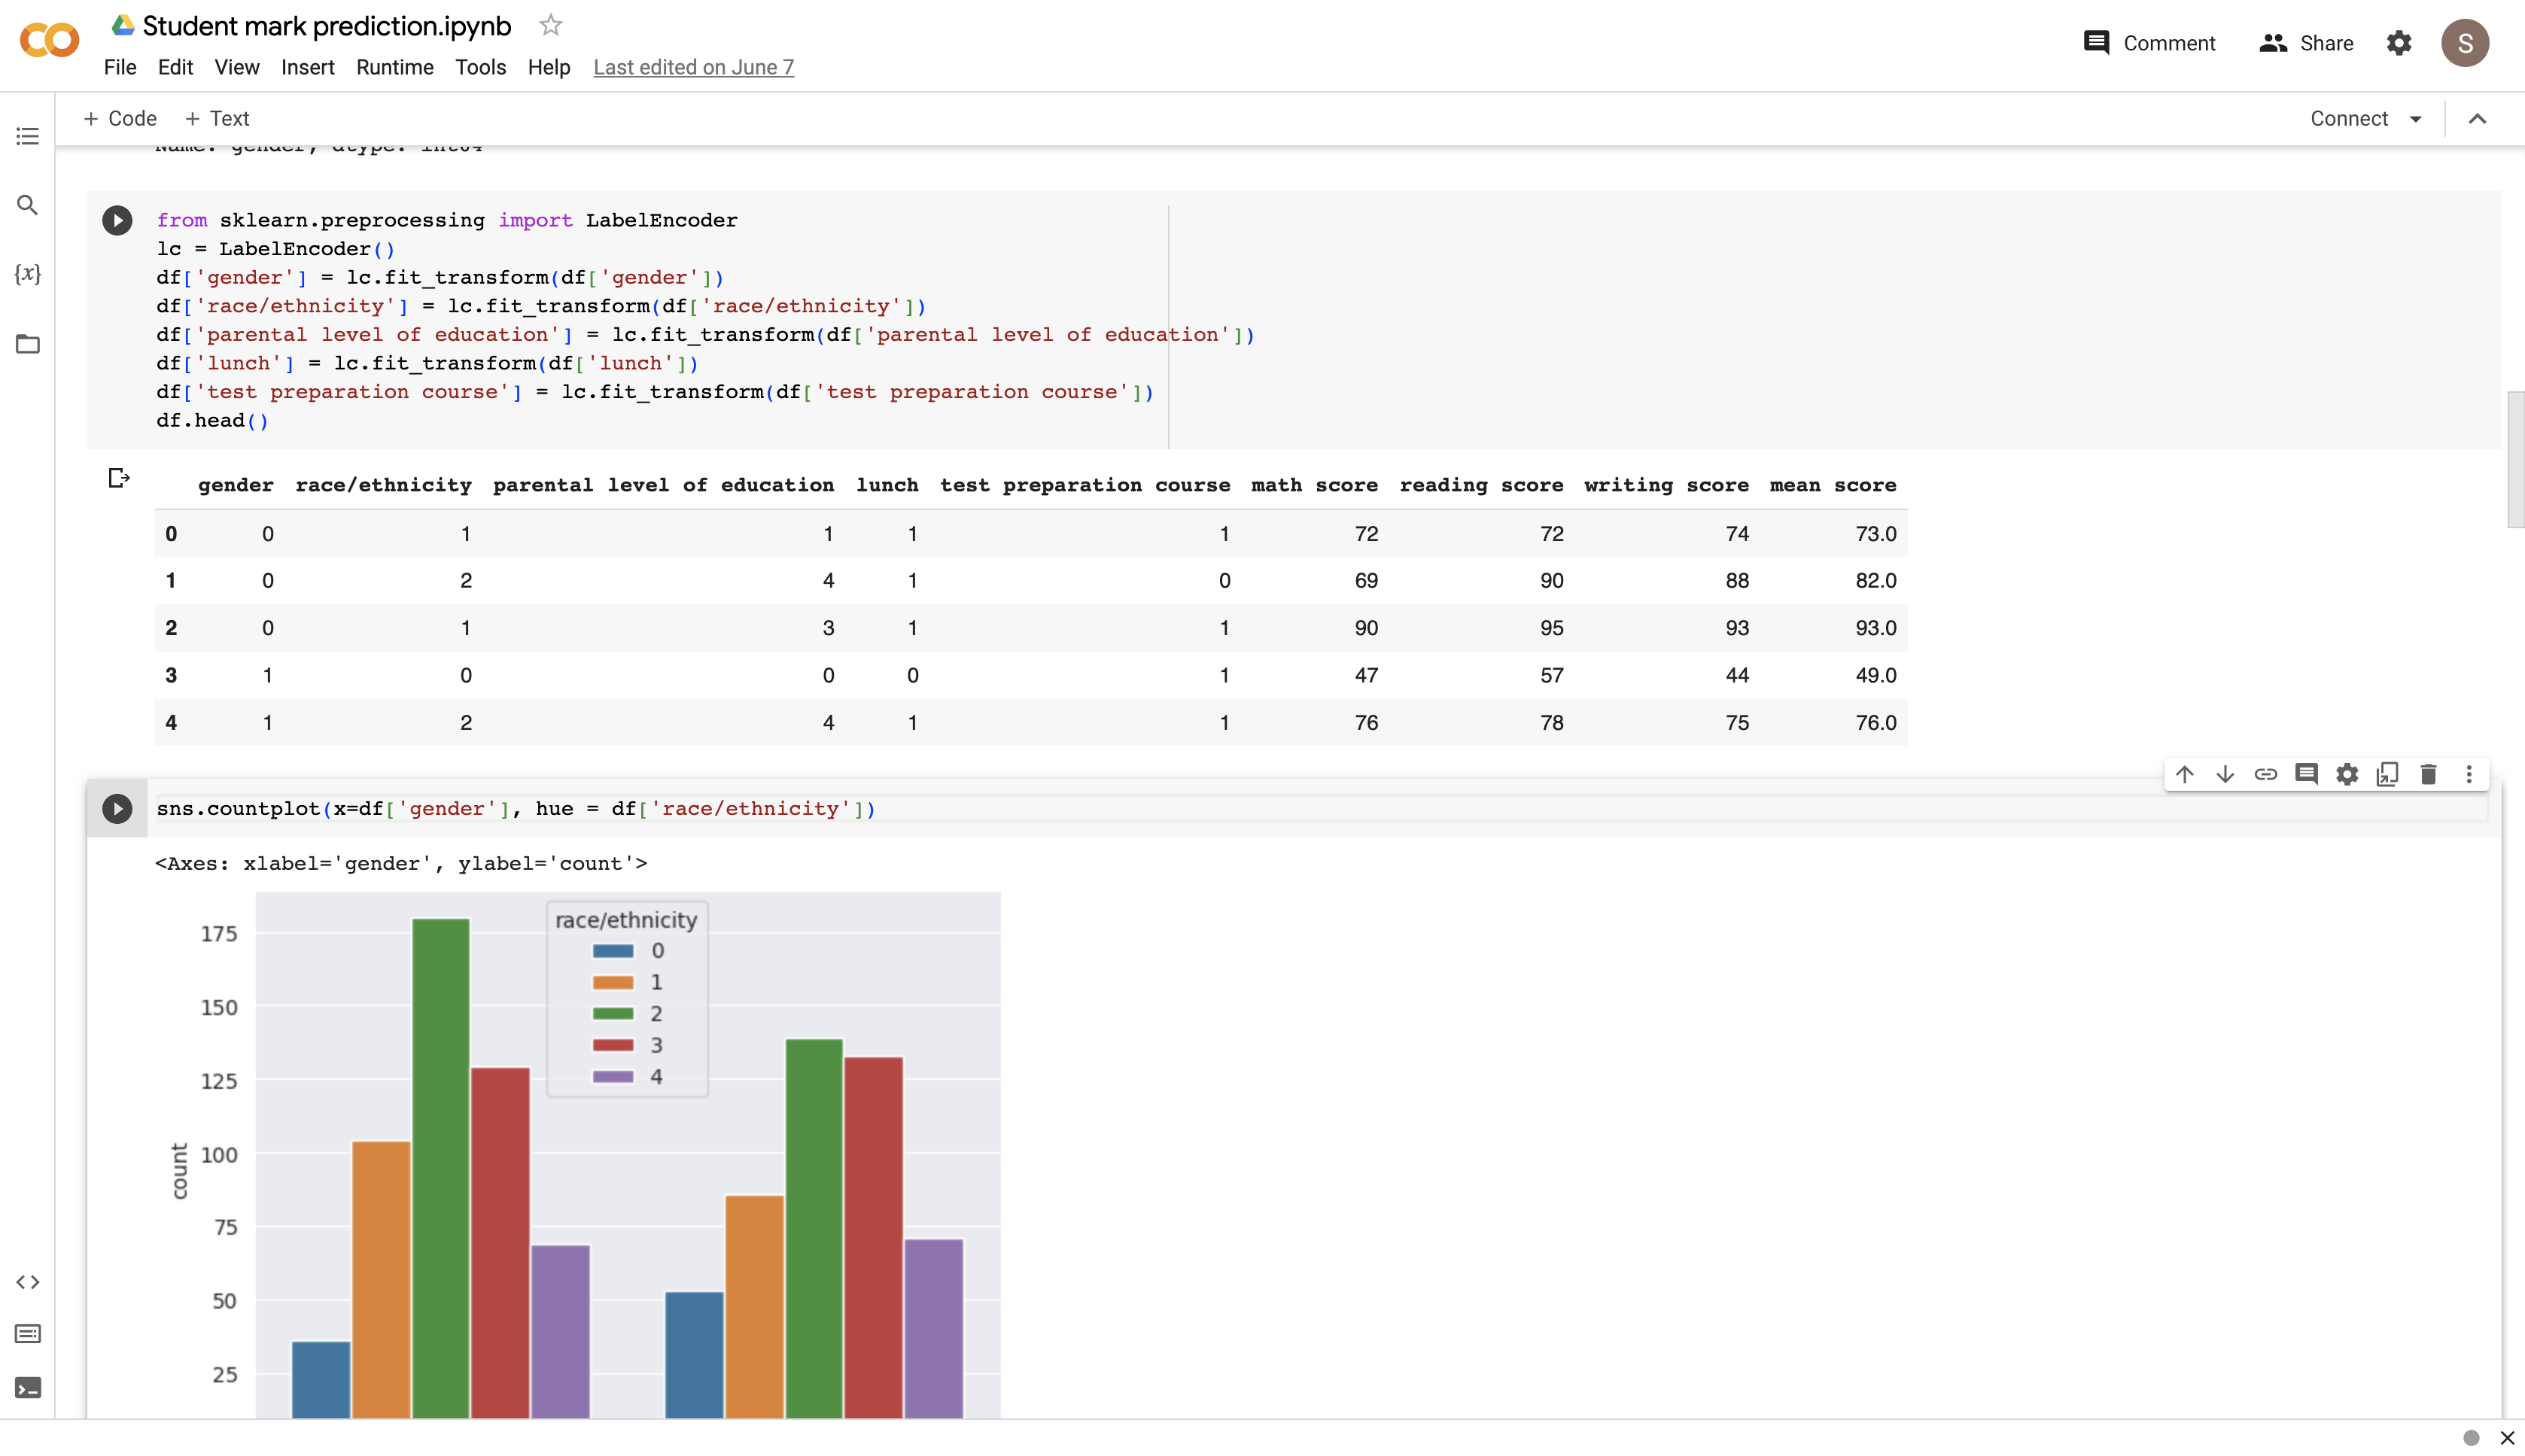 Student mark prediction.ipynb
File Edit View Insert Runtime Tools Help Last edited on June 7
Comment Share S
+ Code + Text Connect
Name: gender, dtype: int64
from sklearn.preprocessing import LabelEncoder
lc = LabelEncoder()
df['gender'] = lc.fit_transform(df['gender'])
df['race/ethnicity'] = lc.fit_transform(df['race/ethnicity'])
df['parental level of education'] = lc.fit_transform(df['parental level of education'])
df['lunch'] = lc.fit_transform(df['lunch'])
df['test preparation course'] = lc.fit_transform(df['test preparation course'])
df.head()
gender race/ethnicity parental level of education lunch test preparation course math score reading score writing score mean score
0 0 1 1 1 1 72 72 74 73.0
1 0 2 4 1 0 69 90 88 82.0
2 0 1 3 1 1 90 95 93 93.0
3 1 0 0 0 1 47 57 44 49.0
4 1 2 4 1 1 76 78 75 76.0
sns.countplot(x=df['gender'], hue = df['race/ethnicity'])
<Axes: xlabel='gender', ylabel='count'>
race/ethnicity
0
1
2
3
4
175
150
125
100
75
50
25
count
{x}